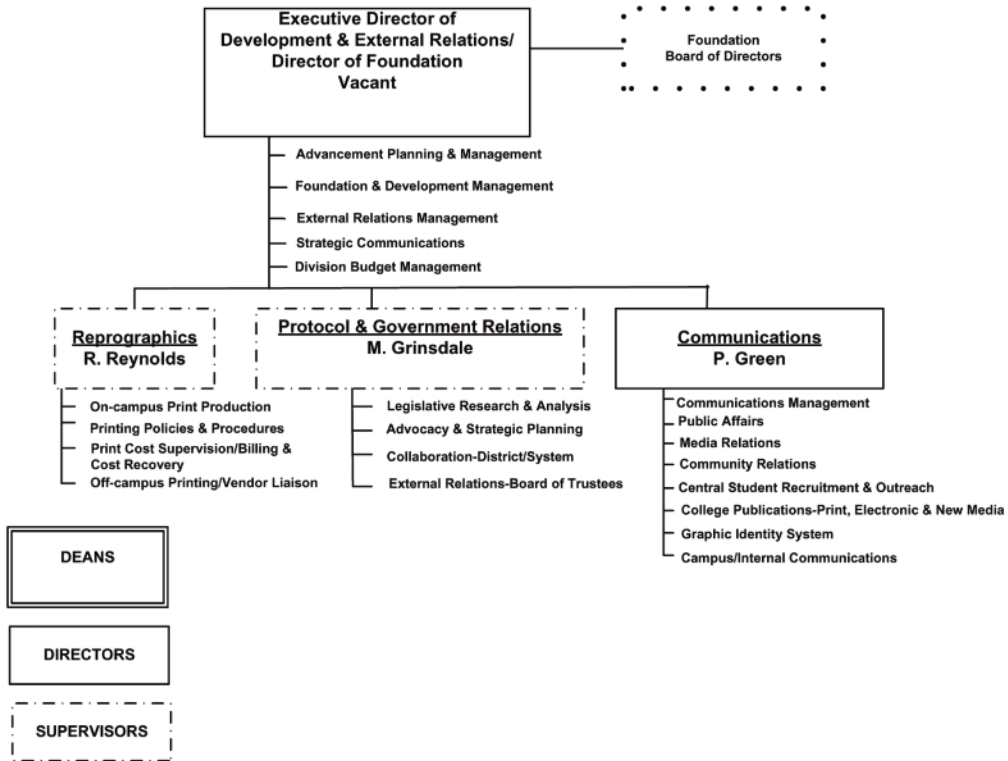 Executive Director of
Development & External Relations/
Director of Foundation
Vacant
Foundation
Board of Directors
Advancement Planning & Management
Foundation & Development Management
External Relations Management
Strategic Communications
Division Budget Management
Reprographics
R. Reynolds
On-campus Print Production
Printing Policies & Procedures
Print Cost Supervision/Billing &
Cost Recovery
Off-campus Printing/Vendor Liaison
Protocol & Government Relations
M. Grinsdale
Legislative Research & Analysis
Advocacy & Strategic Planning
Collaboration-District/System
External Relations-Board of Trustees
Communications
P. Green
Communications Management
Public Affairs
Media Relations
Community Relations
Central Student Recruitment & Outreach
College Publications-Print, Electronic & New Media
Graphic Identity System
Campus/Internal Communications
DEANS
DIRECTORS
SUPERVISORS